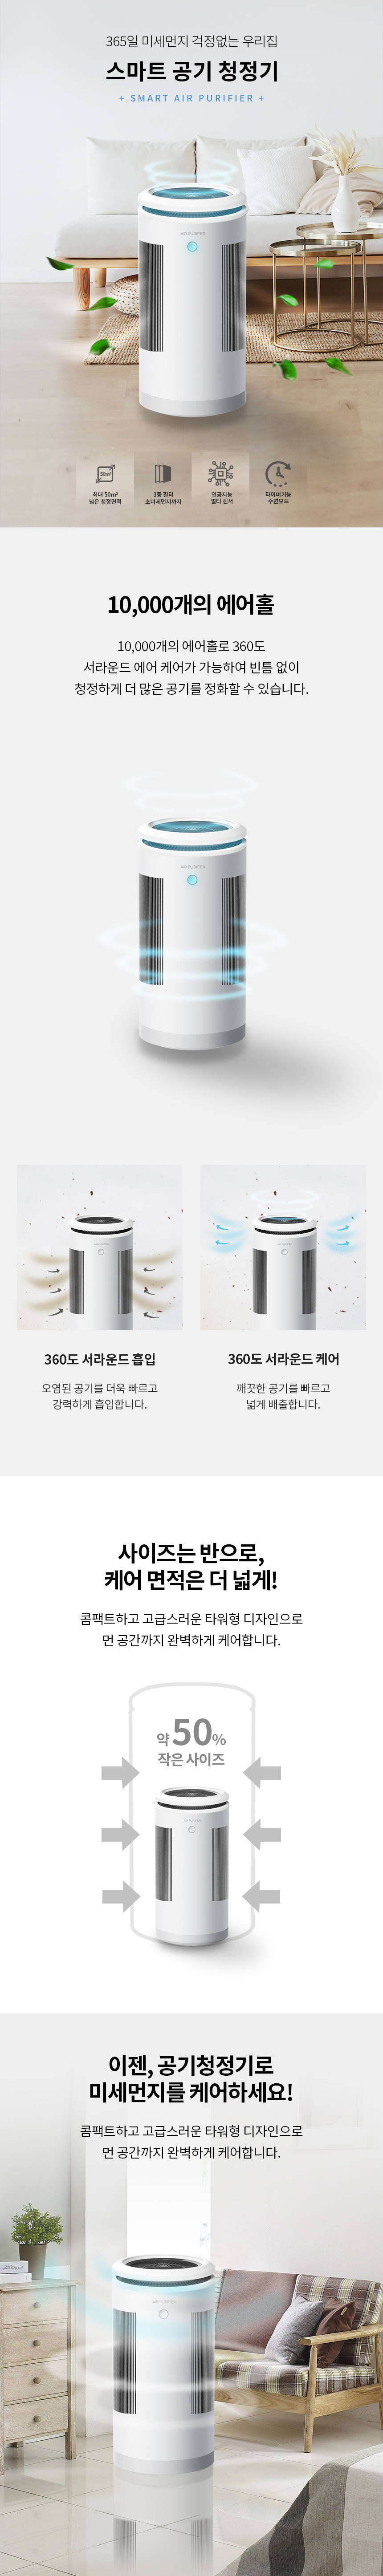 365일 미세먼지 걱정없는 우리집
스마트 공기 청정기
+ SMART AIR PURIFIER +
AIR PURIFIER
50m²
최대 50m²
넓은 청정면적
3중 필터
초미세먼지까지
인공지능
멀티 센서
타이머기능
수면모드
10,000개의 에어홀
10,000개의 에어홀로 360도
서라운드 에어 케어가 가능하여 빈틈 없이
청정하게 더 많은 공기를 정화할 수 있습니다.
AIR PURIFIER
360도 서라운드 흡입
오염된 공기를 더욱 빠르고
강력하게 흡입합니다.
360도 서라운드 케어
깨끗한 공기를 빠르고
넓게 배출합니다.
사이즈는 반으로,
케어 면적은 더 넓게!
콤팩트하고 고급스러운 타워형 디자인으로
먼 공간까지 완벽하게 케어합니다.
약 50%
작은 사이즈
이젠, 공기청정기로
미세먼지를 케어하세요!
콤팩트하고 고급스러운 타워형 디자인으로
먼 공간까지 완벽하게 케어합니다.
AIR PURIFIER